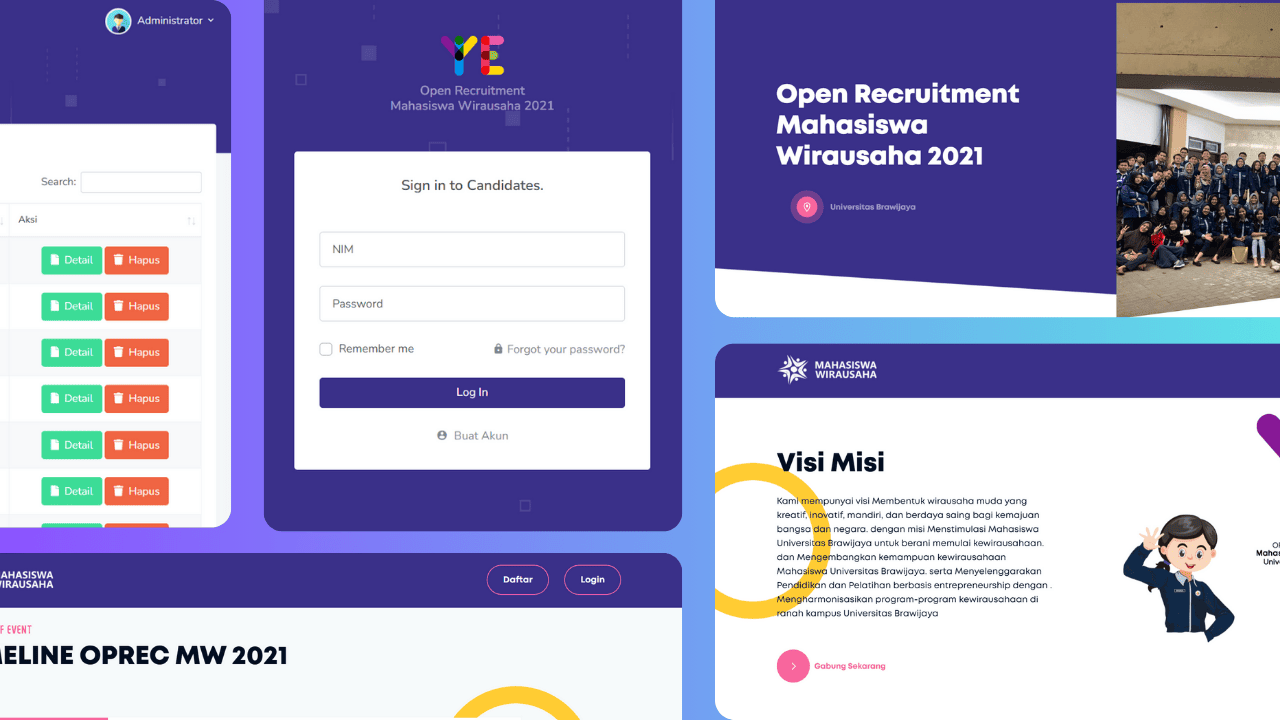 Administrator
Search:
Aksi
Detail Hapus
Detail Hapus
Detail Hapus
Detail Hapus
Detail Hapus
Detail Hapus
YE
Open Recruitment
Mahasiswa Wirausaha 2021
Sign in to Candidates.
NIM
Password
Remember me Forgot your password?
Log In
Buat Akun
Open Recruitment
Mahasiswa
Wirausaha 2021
Universitas Brawijaya
AHASISWA
IRAUSAHA
Daftar Login
F EVENT
ELINE OPREC MW 2021
MAHASISWA
WIRAUSAHA
Visi Misi
Kami mempunyai visi Membentuk wirausaha muda yang
kreatif, inovatif, mandiri, dan berdaya saing bagi kemajuan
bangsa dan negara. dengan misi Menstimulasi Mahasiswa
Universitas Brawijaya untuk berani memulai kewirausahaan.
dan Mengembangkan kemampuan kewirausahaan
Mahasiswa Universitas Brawijaya. serta Menyelenggarakan
Pendidikan dan Pelatihan berbasis entrepreneurship dengan .
Mengharmonisasikan program-program kewirausahaan di
ranah kampus Universitas Brawijaya
Gabung Sekarang